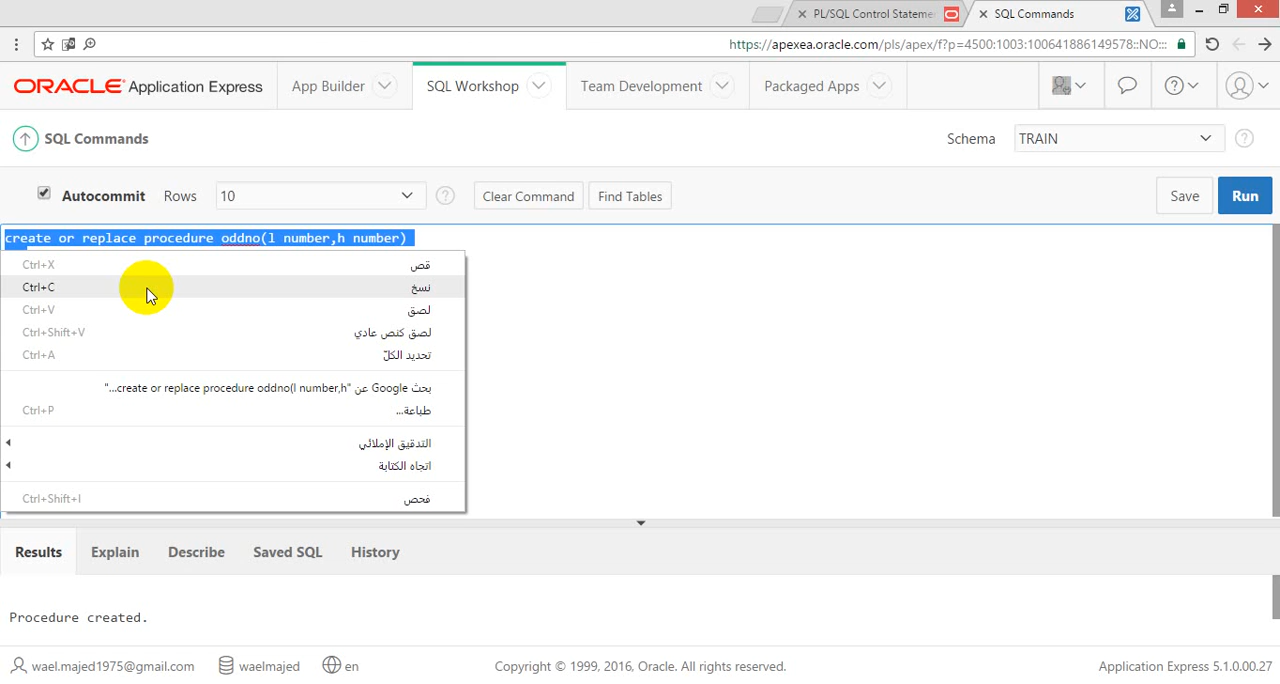 PL/SQL Control Stateme
SQL Commands
https://apexea.oracle.com/pls/apex/f?p=4500:1003:100641886149578::NO:::
ORACLE® Application Express
App Builder
SQL Workshop
Team Development
Packaged Apps
SQL Commands
Schema
TRAIN
Autocommit
Rows
10
Clear Command
Find Tables
Save
Run
create or replace procedure oddno(l number,h number)
قص Ctrl+X
نسخ Ctrl+C
لصق Ctrl+V
لصق كنص عادي Ctrl+Shift+V
تحديد الكلّ Ctrl+A
بحث Google عن "create or replace procedure oddno(l number,h..."
طباعة... Ctrl+P
التدقيق الإملائي
اتجاه الكتابة
فحص Ctrl+Shift+I
Results
Explain
Describe
Saved SQL
History
Procedure created.
wael.majed1975@gmail.com
waelmajed
en
Copyright © 1999, 2016, Oracle. All rights reserved.
Application Express 5.1.0.00.27